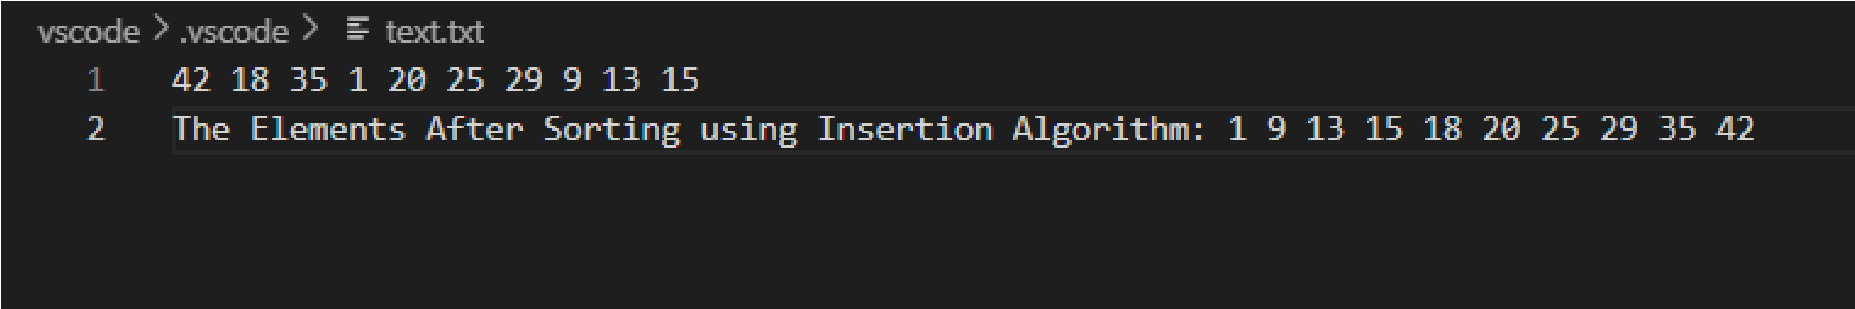 vscode > .vscode > text.txt
1 42 18 35 1 20 25 29 9 13 15
2 The Elements After Sorting using Insertion Algorithm: 1 9 13 15 18 20 25 29 35 42